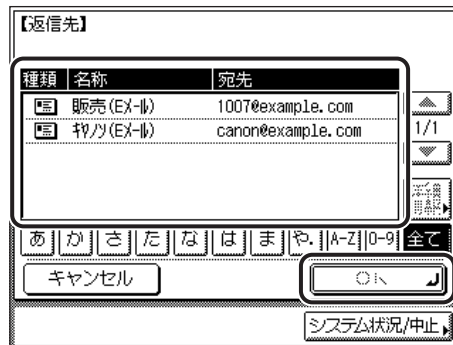 【返信先】
種類 名称 宛先
販売(Eメール) 1007@example.com
キヤノン(Eメール) canon@example.com
1/1
あ か さ た な は ま や. A-Z 0-9 全て
キャンセル OK
システム状況/中止